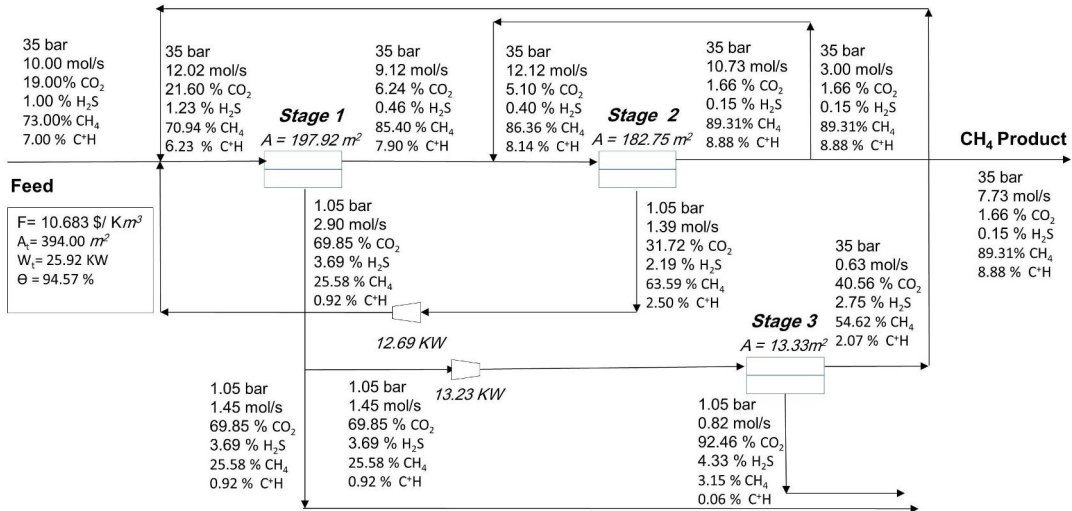 35 bar
10.00 mol/s
19.00% CO₂
1.00 % H₂S
73.00% CH₄
7.00 % C⁺H
35 bar
12.02 mol/s
21.60 % CO₂
1.23 % H₂S
70.94 % CH₄
6.23 % C⁺H
Stage 1
A = 197.92 m²
35 bar
9.12 mol/s
6.24 % CO₂
0.46 % H₂S
85.40 % CH₄
7.90 % C⁺H
35 bar
12.12 mol/s
5.10 % CO₂
0.40 % H₂S
86.36 % CH₄
8.14 % C⁺H
Stage 2
A = 182.75 m²
35 bar
10.73 mol/s
1.66 % CO₂
0.15 % H₂S
89.31% CH₄
8.88 % C⁺H
35 bar
3.00 mol/s
1.66 % CO₂
0.15 % H₂S
89.31% CH₄
8.88 % C⁺H
CH₄ Product
35 bar
7.73 mol/s
1.66 % CO₂
0.15 % H₂S
89.31% CH₄
8.88 % C⁺H
Feed
F= 10.683 $/ Km³
Aₜ= 394.00 m²
Wₜ= 25.92 KW
Θ = 94.57 %
1.05 bar
2.90 mol/s
69.85 % CO₂
3.69 % H₂S
25.58 % CH₄
0.92 % C⁺H
1.05 bar
1.39 mol/s
31.72 % CO₂
2.19 % H₂S
63.59 % CH₄
2.50 % C⁺H
35 bar
0.63 mol/s
40.56 % CO₂
2.75 % H₂S
54.62 % CH₄
2.07 % C⁺H
12.69 KW
Stage 3
A = 13.33m²
13.23 KW
1.05 bar
1.45 mol/s
69.85 % CO₂
3.69 % H₂S
25.58 % CH₄
0.92 % C⁺H
1.05 bar
1.45 mol/s
69.85 % CO₂
3.69 % H₂S
25.58 % CH₄
0.92 % C⁺H
1.05 bar
0.82 mol/s
92.46 % CO₂
4.33 % H₂S
3.15 % CH₄
0.06 % C⁺H